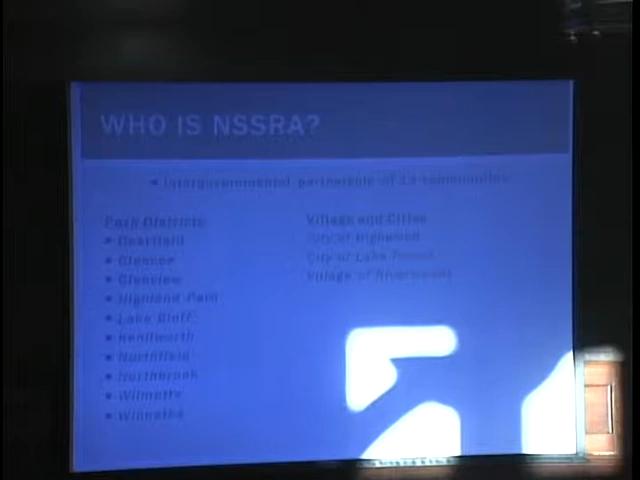 WHO IS NSSRA?
• Intergovernmental partnership of 13 communities
Park Districts
• Deerfield
• Glencoe
• Glenview
• Highland Park
• Lake Bluff
• Kenilworth
• Northfield
• Northbrook
• Wilmette
• Winnetka
Village and Cities
City of Highwood
City of Lake Forest
Village of Riverwoods